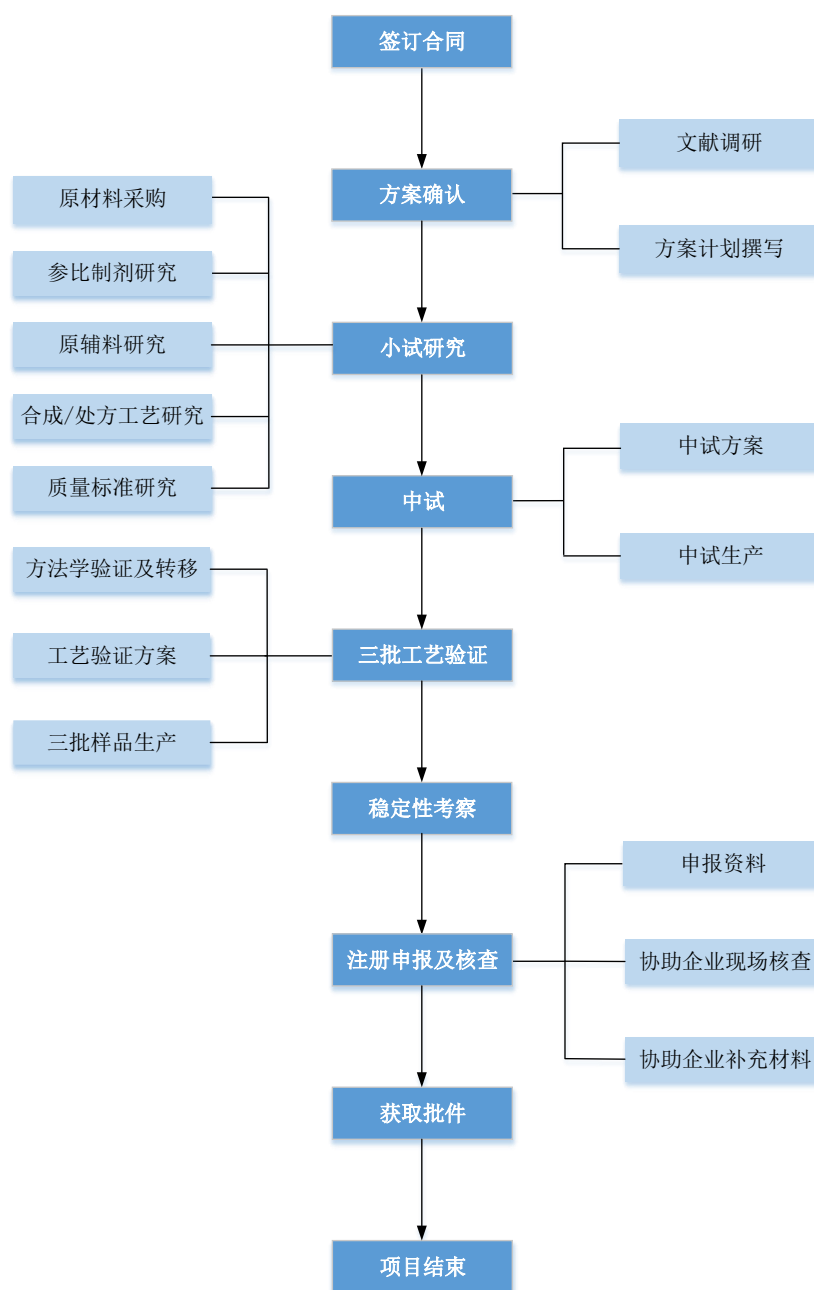 签订合同
文献调研
方案确认
原材料采购
方案计划撰写
参比制剂研究
原辅料研究
小试研究
合成/处方工艺研究
中试方案
质量标准研究
中试
中试生产
方法学验证及转移
工艺验证方案
三批工艺验证
三批样品生产
稳定性考察
申报资料
注册申报及核查
协助企业现场核查
协助企业补充材料
获取批件
项目结束